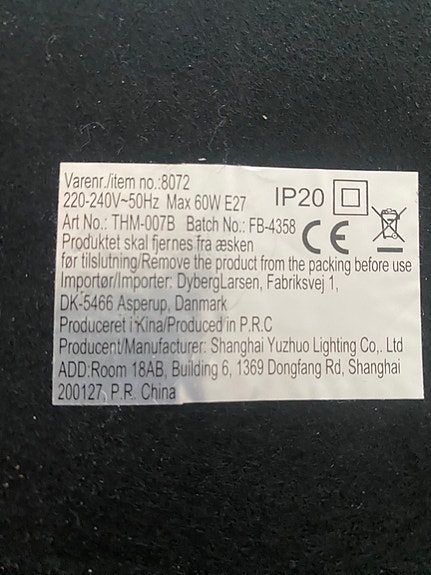 Varenr./item no.:8072
220-240V~50Hz Max 60W E27 IP20
Art No.: THM-007B Batch No.: FB-4358 CE
Produktet skal fjernes fra æsken
før tilslutning/Remove the product from the packing before use
Importør/Importer: DybergLarsen, Fabriksvej 1,
DK-5466 Asperup, Danmark
Produceret i Kina/Produced in P.R.C
Producent/Manufacturer: Shanghai Yuzhuo Lighting Co,. Ltd
ADD:Room 18AB, Building 6, 1369 Dongfang Rd, Shanghai
200127, P.R. China